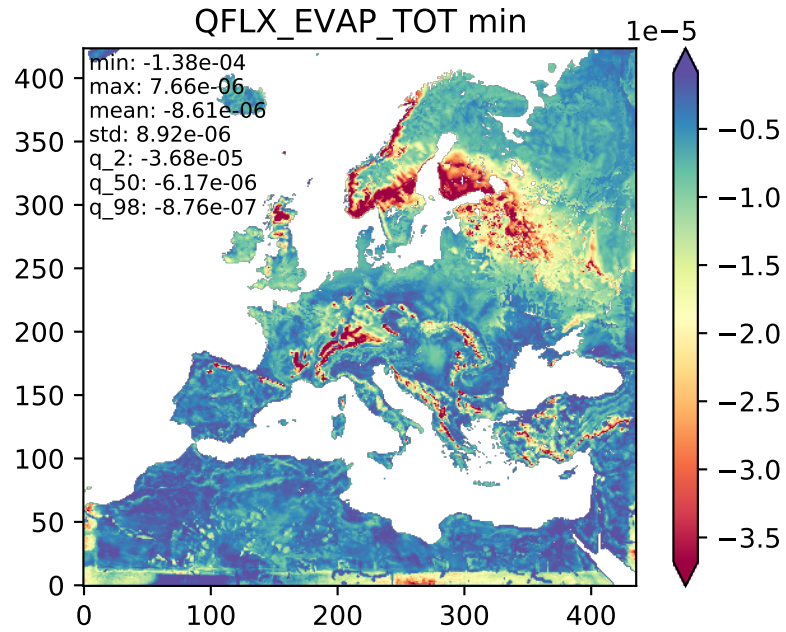 QFLX_EVAP_TOT min
1e−5
min: -1.38e-04
max: 7.66e-06
mean: -8.61e-06
std: 8.92e-06
q_2: -3.68e-05
q_50: -6.17e-06
q_98: -8.76e-07
400
350
300
250
200
150
100
50
0
0
100
200
300
400
−0.5
−1.0
−1.5
−2.0
−2.5
−3.0
−3.5